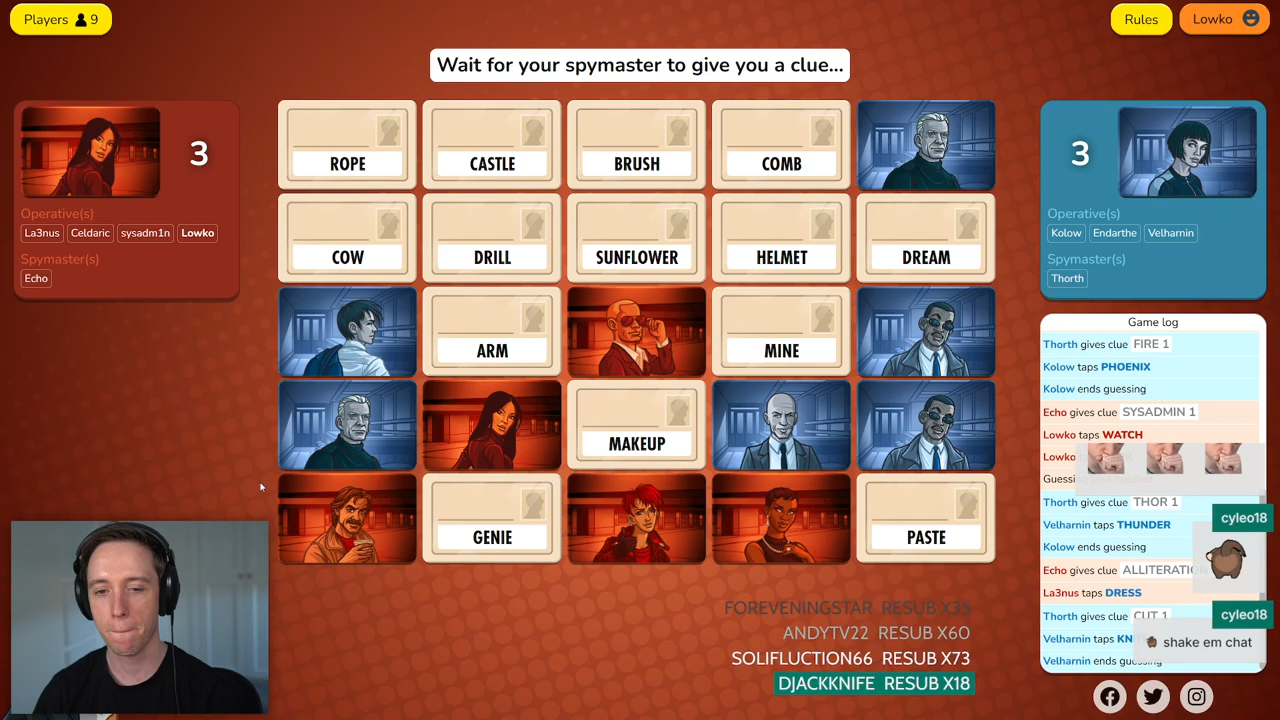 Players 9
Rules
Lowko
Wait for your spymaster to give you a clue...
3
Operative(s)
La3nus Celdaric sysadm1n Lowko
Spymaster(s)
Echo
ROPE CASTLE BRUSH COMB
COW DRILL SUNFLOWER HELMET DREAM
ARM MINE
MAKEUP
GENIE PASTE
3
Operative(s)
Kolow Endarthe Velharnin
Spymaster(s)
Thorth
Game log
Thorth gives clue FIRE 1
Kolow taps PHOENIX
Kolow ends guessing
Echo gives clue SYSADMIN 1
Lowko taps WATCH
Lowko
Thorth gives clue THOR 1
cyleo18
Velharnin taps THUNDER
Kolow ends guessing
Echo gives clue
La3nus taps DRESS
Thorth gives clue CUT 1
cyleo18
Velharnin taps
shake em chat
Velharnin ends guessing
FOREVENINGSTAR RESUB X35
ANDYTV22 RESUB X60
SOLIFLUCTION66 RESUB X73
DJACKKNIFE RESUB X18